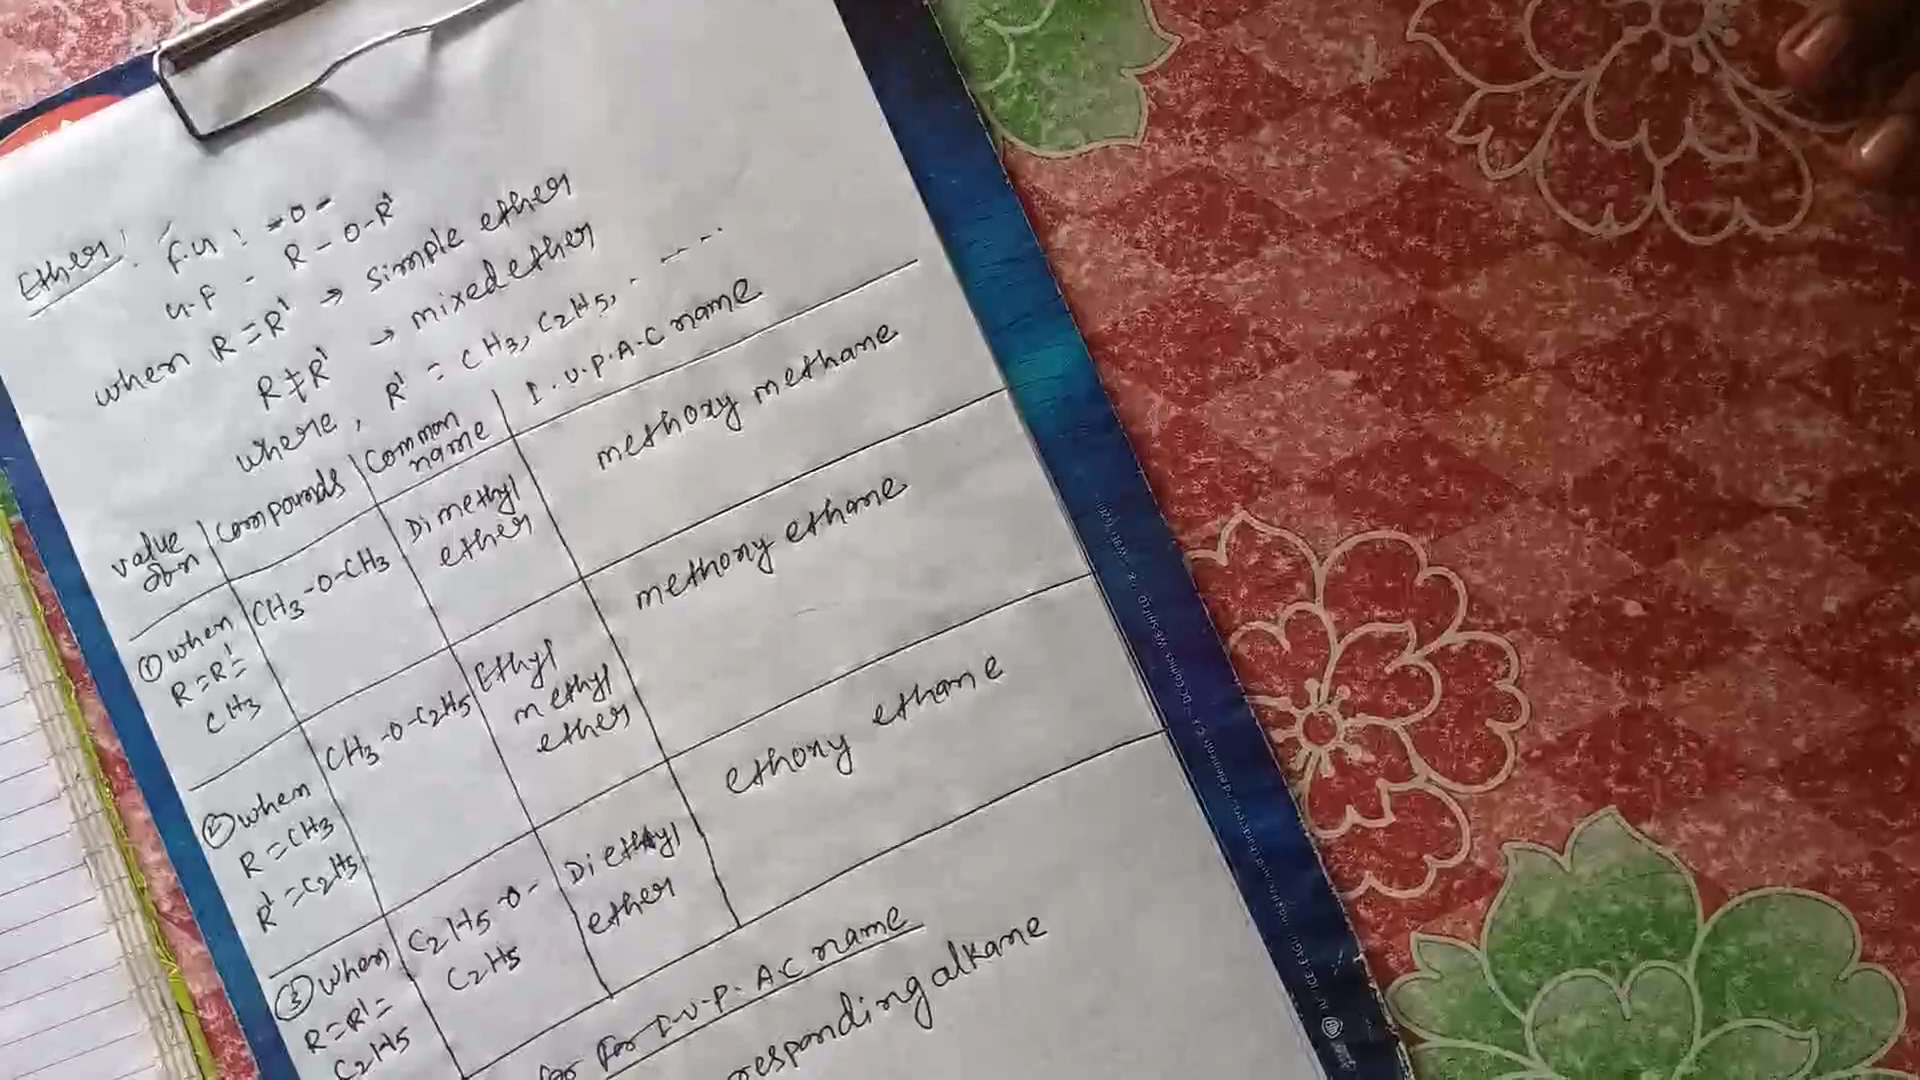 Ether: F.G : -O-
G.F - R-O-R'
when R=R' → simple ether
R≠R' → mixed ether
where, R' = CH3, C2H5, - ----
value of n | compounds | Common name | I.U.P.A.C name
① when R=R'= CH3 | CH3-O-CH3 | Dimethyl ether | methoxy methane
② when R=CH3 R'=C2H5 | CH3-O-C2H5 | Ethyl methyl ether | methoxy ethane
③ when R=R'= C2H5 | C2H5-O-C2H5 | Diethyl ether | ethoxy ethane
For I.U.P.A.C name
responding alkane